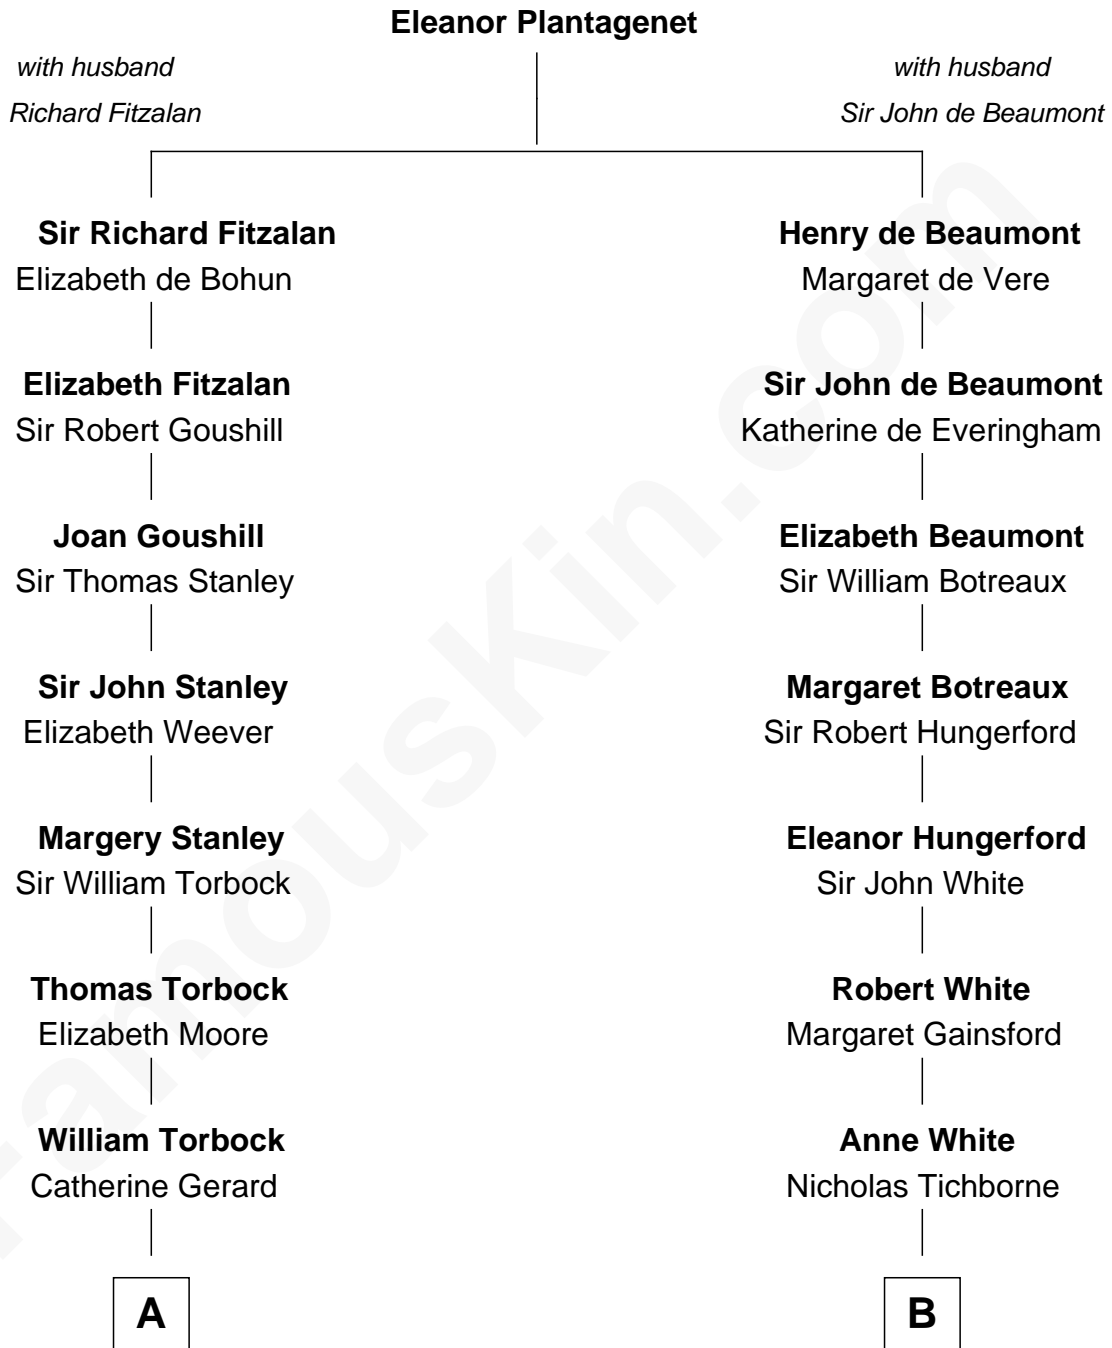 Eleanor Plantagenet
with husband
Richard Fitzalan
with husband
Sir John de Beaumont
Sir Richard Fitzalan
Elizabeth de Bohun
Henry de Beaumont
Margaret de Vere
Elizabeth Fitzalan
Sir Robert Goushill
Sir John de Beaumont
Katherine de Everingham
Joan Goushill
Sir Thomas Stanley
Elizabeth Beaumont
Sir William Botreaux
Sir John Stanley
Elizabeth Weever
Margaret Botreaux
Sir Robert Hungerford
Margery Stanley
Sir William Torbock
Eleanor Hungerford
Sir John White
Thomas Torbock
Elizabeth Moore
Robert White
Margaret Gainsford
William Torbock
Catherine Gerard
Anne White
Nicholas Tichborne
A
B
FamousKin.com